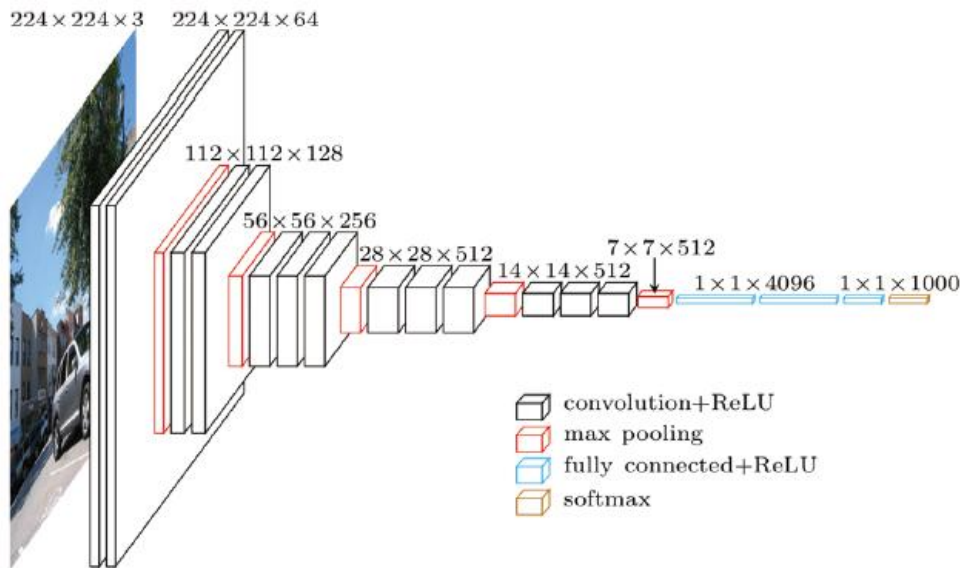 224×224×3
224×224×64
112×112×128
56×56×256
28×28×512
14×14×512
7×7×512
1×1×4096
1×1×1000
convolution+ReLU
max pooling
fully connected+ReLU
softmax